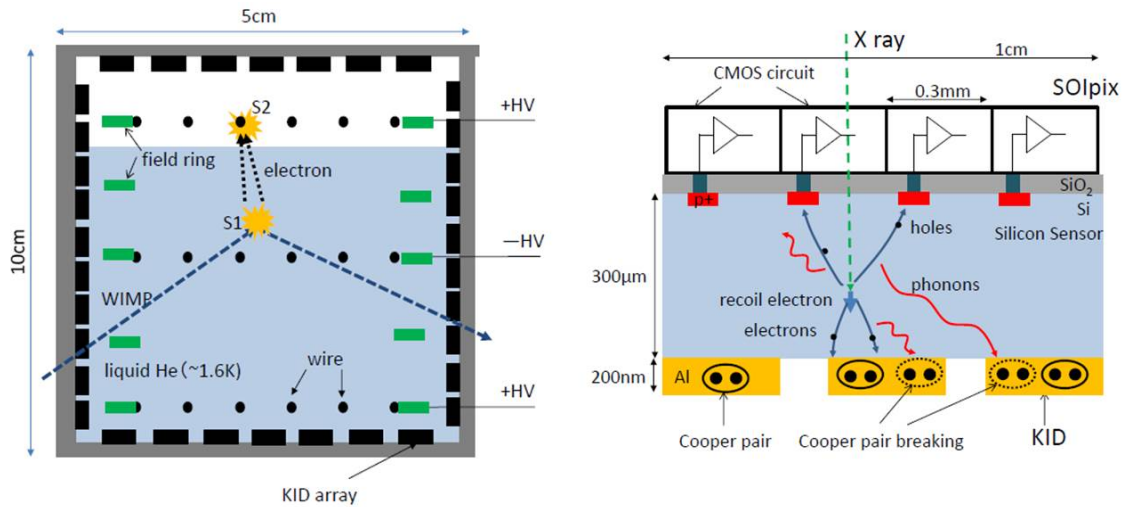 5cm
10cm
S2
+HV
field ring
electron
S1
—HV
WIMP
wire
liquid He (~1.6K)
+HV
KID array
X ray
1cm
CMOS circuit
SOIpix
0.3mm
SiO2
p+
Si
holes
Silicon Sensor
300μm
phonons
recoil electron
electrons
200nm
Al
Cooper pair
Cooper pair breaking
KID